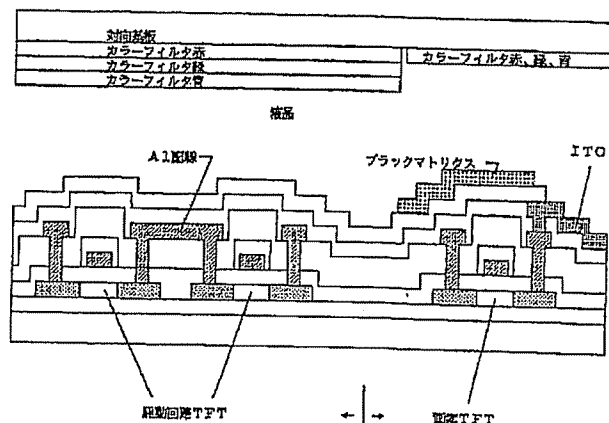 対向基板
カラーフィルタ赤
カラーフィルタ緑
カラーフィルタ青
カラーフィルタ赤、緑、青
液晶
Al配線
ブラックマトリクス
ITO
駆動回路TFT
画素TFT